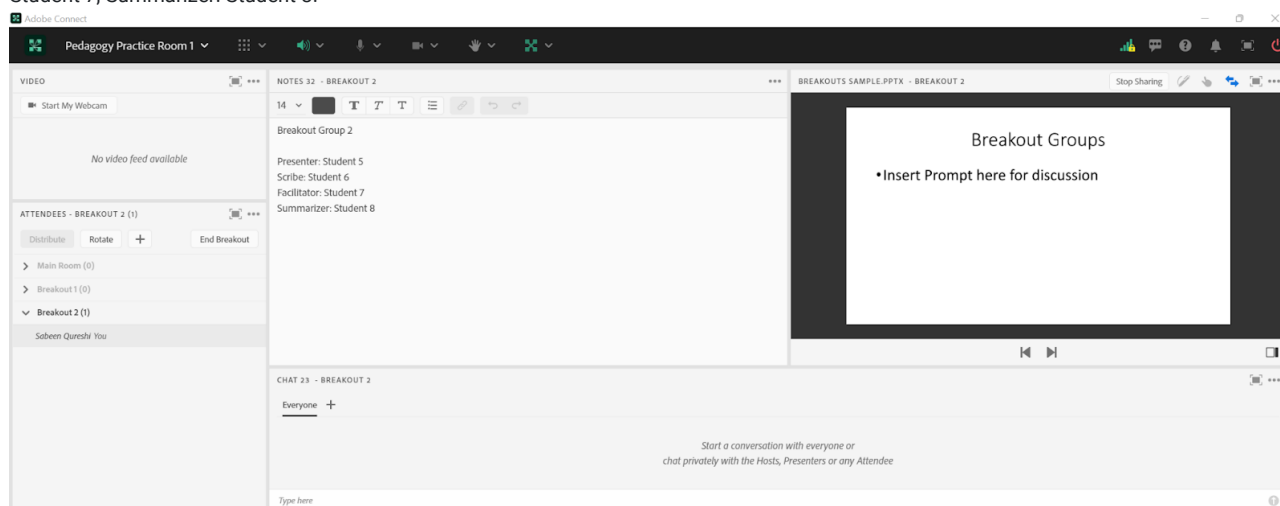 Student 7, Summarizer: Student 8.
Adobe Connect
Pedagogy Practice Room 1
VIDEO
Start My Webcam
No video feed available
ATTENDEES - BREAKOUT 2 (1)
Distribute Rotate + End Breakout
Main Room (0)
Breakout 1 (0)
Breakout 2 (1)
Sabeen Qureshi You
NOTES 32 - BREAKOUT 2
14 T T T
Breakout Group 2
Presenter: Student 5
Scribe: Student 6
Facilitator: Student 7
Summarizer: Student 8
BREAKOUTS SAMPLE.PPTX - BREAKOUT 2
Stop Sharing
Breakout Groups
•Insert Prompt here for discussion
CHAT 23 - BREAKOUT 2
Everyone +
Start a conversation with everyone or
chat privately with the Hosts, Presenters or any Attendee
Type here